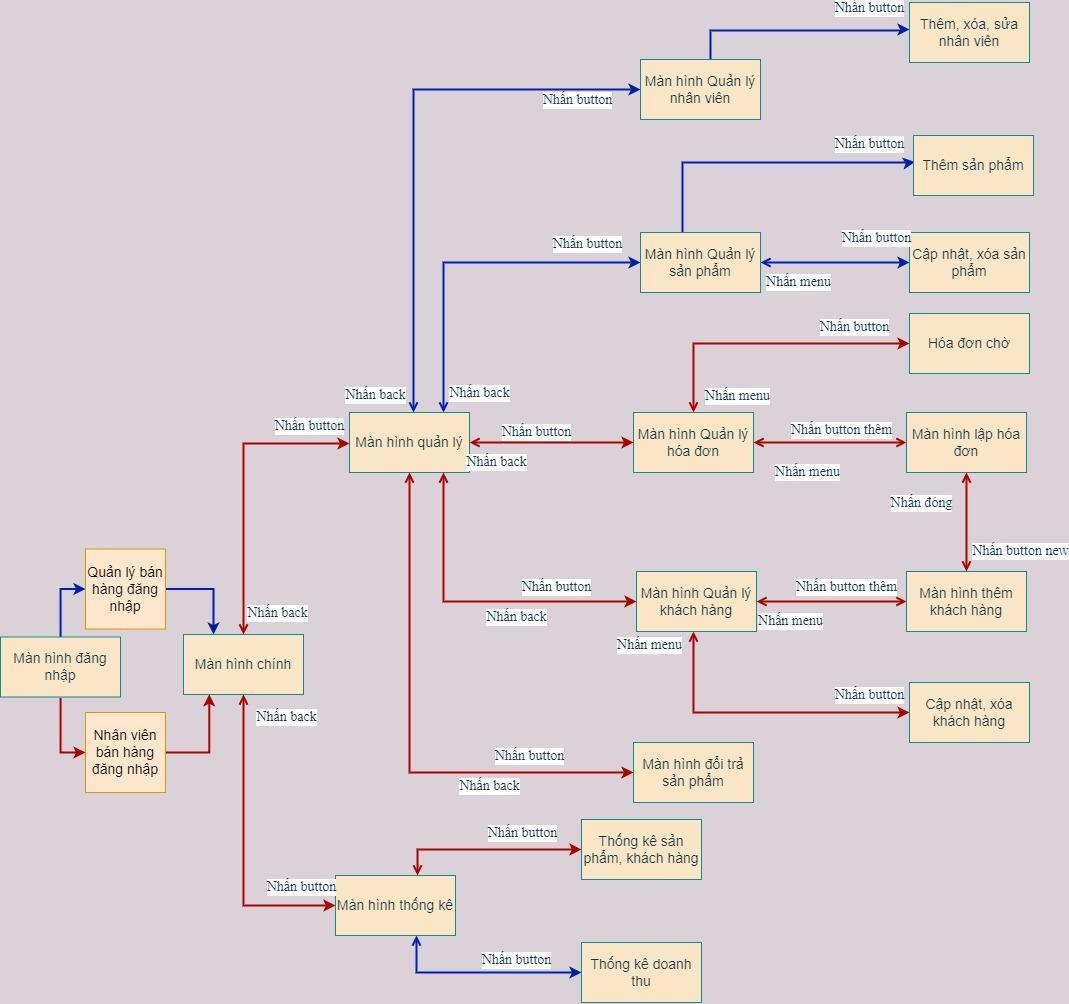 Nhấn button
Thêm, xóa, sửa
nhân viên
Màn hình Quản lý
nhân viên
Nhấn button
Nhấn button
Thêm sản phẩm
Nhấn button
Màn hình Quản lý
sản phẩm
Nhấn button
Nhấn menu
Cập nhật, xóa sản
phẩm
Nhấn button
Hóa đơn chờ
Nhấn back
Nhấn back
Nhấn menu
Nhấn button
Màn hình quản lý
Nhấn button
Nhấn back
Màn hình Quản lý
hóa đơn
Nhấn button thêm
Nhấn menu
Màn hình lập hóa
đơn
Nhấn đóng
Nhấn button new
Quản lý bán
hàng đăng
nhập
Nhấn button
Nhấn back
Màn hình Quản lý
khách hàng
Nhấn button thêm
Nhấn menu
Màn hình thêm
khách hàng
Nhấn back
Màn hình đăng
nhập
Màn hình chính
Nhấn menu
Nhấn back
Nhấn button
Cập nhật, xóa
khách hàng
Nhân viên
bán hàng
đăng nhập
Nhấn button
Nhấn back
Màn hình đổi trả
sản phẩm
Nhấn button
Thống kê sản
phẩm, khách hàng
Nhấn button
Màn hình thống kê
Nhấn button
Thống kê doanh
thu